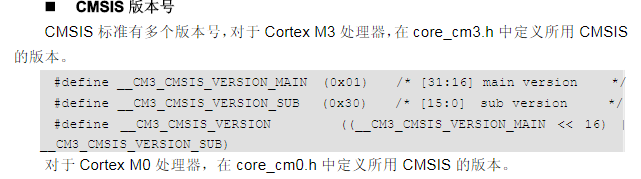 ■ CMSIS 版本号
CMSIS 标准有多个版本号,对于 Cortex M3 处理器,在 core_cm3.h 中定义所用 CMSIS
的版本。
#define __CM3_CMSIS_VERSION_MAIN (0x01) /* [31:16] main version */
#define __CM3_CMSIS_VERSION_SUB (0x30) /* [15:0] sub version */
#define __CM3_CMSIS_VERSION ((__CM3_CMSIS_VERSION_MAIN << 16) |
__CM3_CMSIS_VERSION_SUB)
对于 Cortex M0 处理器，在 core_cm0.h 中定义所用 CMSIS 的版本。